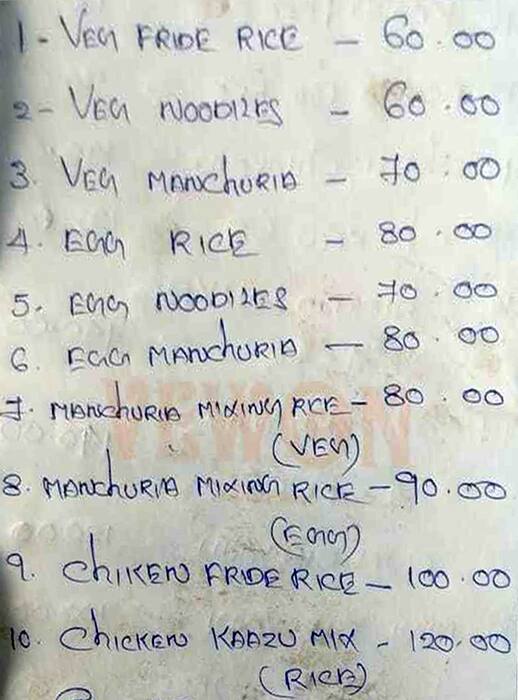 1 - VEG FRIDE RICE - 60.00
2 - VEG NOODLES - 60.00
3. VEG MANCHURIA - 70:00
4. EGG RICE - 80.00
5. EGG NOODLES - 70.00
6. EGG MANCHURIA - 80.00
7. MANCHURIA MIXING RCE - 80.00
(VEG)
8. MANCHURIA MIXING RICE - 90.00
(EGG)
9. CHIKEN FRIDE RICE - 100.00
10. CHICKEN KAAZU MIX - 120.00
(RICE)